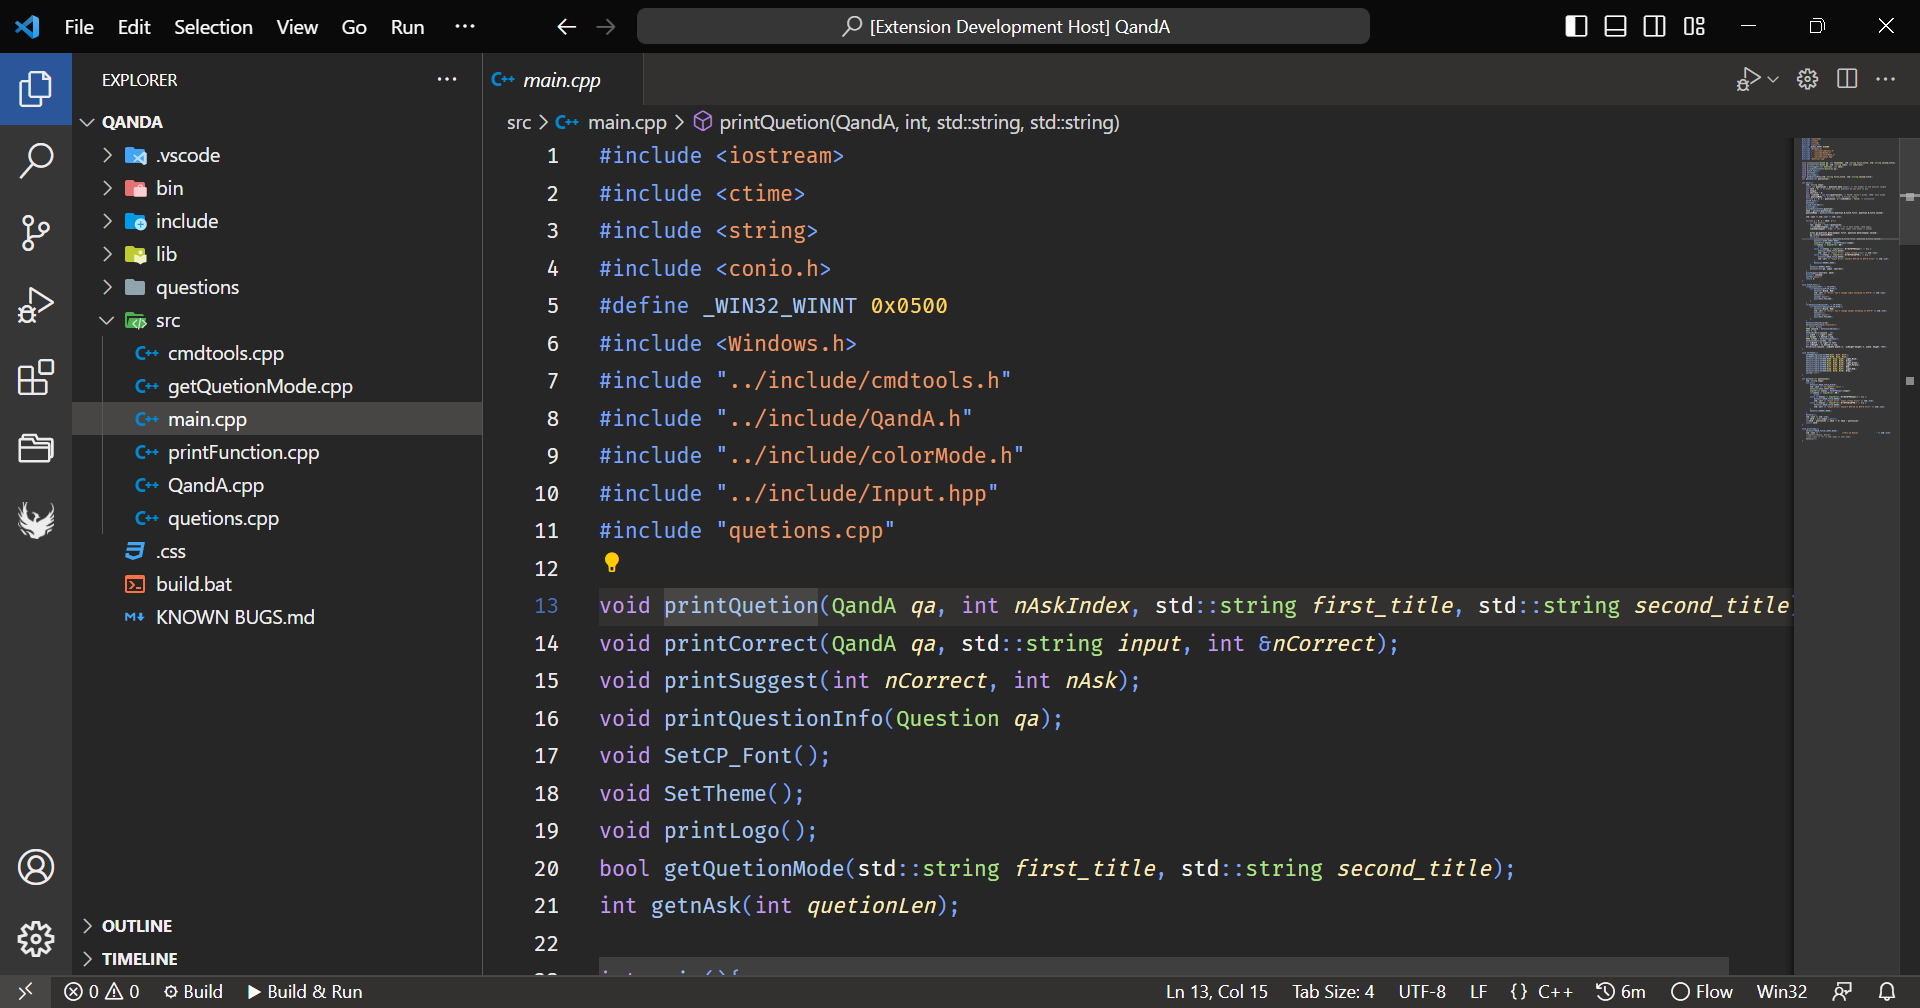 File Edit Selection View Go Run ···
[Extension Development Host] QandA
EXPLORER
QANDA
.vscode
bin
include
lib
questions
src
cmdtools.cpp
getQuetionMode.cpp
main.cpp
printFunction.cpp
QandA.cpp
quetions.cpp
.css
build.bat
KNOWN BUGS.md
OUTLINE
TIMELINE
C++ main.cpp
src > C++ main.cpp > printQuetion(QandA, int, std::string, std::string)
1 #include <iostream>
2 #include <ctime>
3 #include <string>
4 #include <conio.h>
5 #define _WIN32_WINNT 0x0500
6 #include <Windows.h>
7 #include "../include/cmdtools.h"
8 #include "../include/QandA.h"
9 #include "../include/colorMode.h"
10 #include "../include/Input.hpp"
11 #include "quetions.cpp"
12
13 void printQuetion(QandA qa, int nAskIndex, std::string first_title, std::string second_title
14 void printCorrect(QandA qa, std::string input, int &nCorrect);
15 void printSuggest(int nCorrect, int nAsk);
16 void printQuestionInfo(Question qa);
17 void SetCP_Font();
18 void SetTheme();
19 void printLogo();
20 bool getQuetionMode(std::string first_title, std::string second_title);
21 int getnAsk(int quetionLen);
22
0 0 Build Build & Run Ln 13, Col 15 Tab Size: 4 UTF-8 LF {} C++ 6m Flow Win32